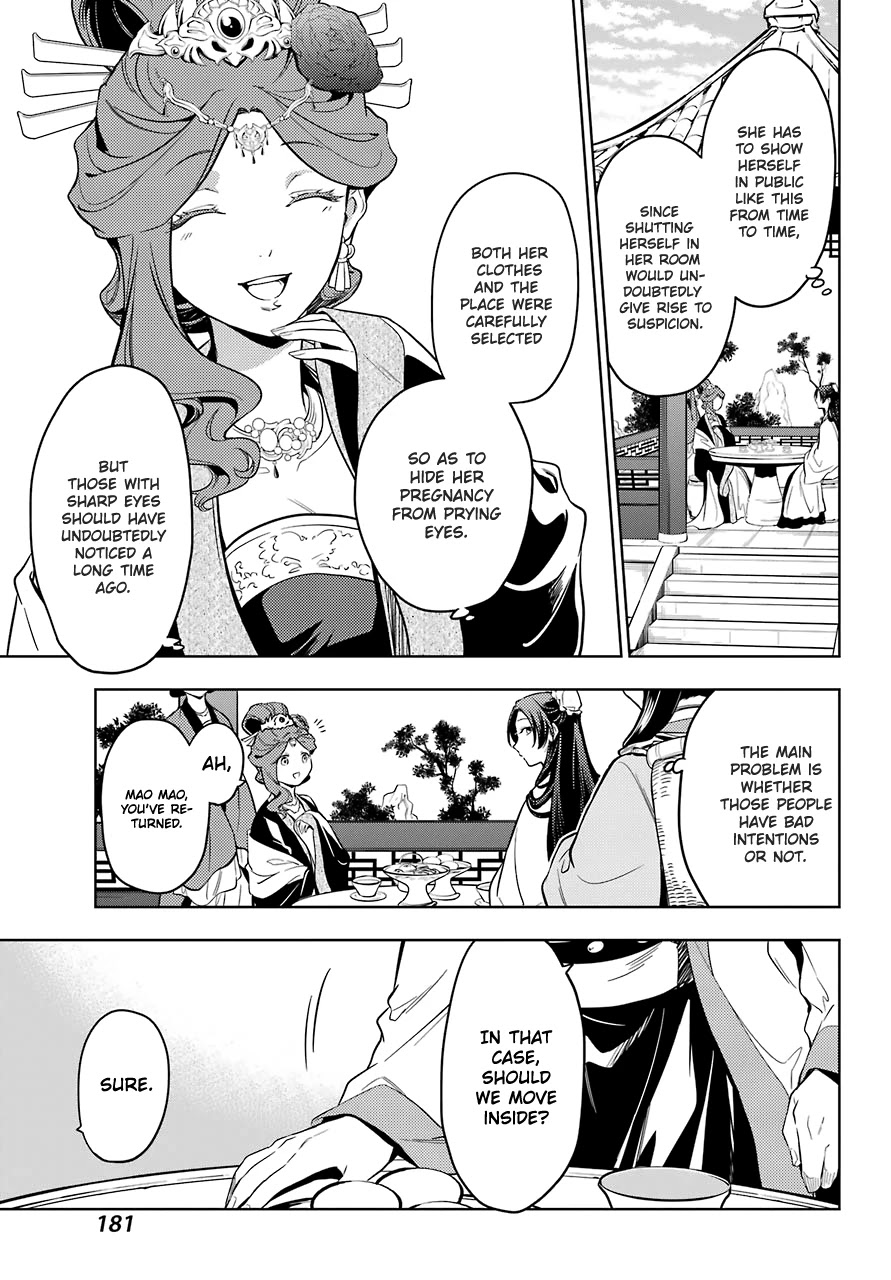 SHE HAS
TO SHOW
HERSELF
IN PUBLIC
LIKE THIS
FROM TIME
TO TIME,
SINCE
SHUTTING
HERSELF IN
HER ROOM
WOULD UN-
DOUBTEDLY
GIVE RISE TO
SUSPICION.
BOTH HER
CLOTHES
AND THE
PLACE WERE
CAREFULLY
SELECTED
SO AS TO
HIDE HER
PREGNANCY
FROM PRYING
EYES.
BUT
THOSE WITH
SHARP EYES
SHOULD HAVE
UNDOUBTEDLY
NOTICED A
LONG TIME
AGO.
THE MAIN
PROBLEM IS
WHETHER
THOSE PEOPLE
HAVE BAD
INTENTIONS
OR NOT.
AH,
MAO MAO,
YOU'VE RE-
TURNED.
IN THAT
CASE,
SHOULD
WE MOVE
INSIDE?
SURE.
181